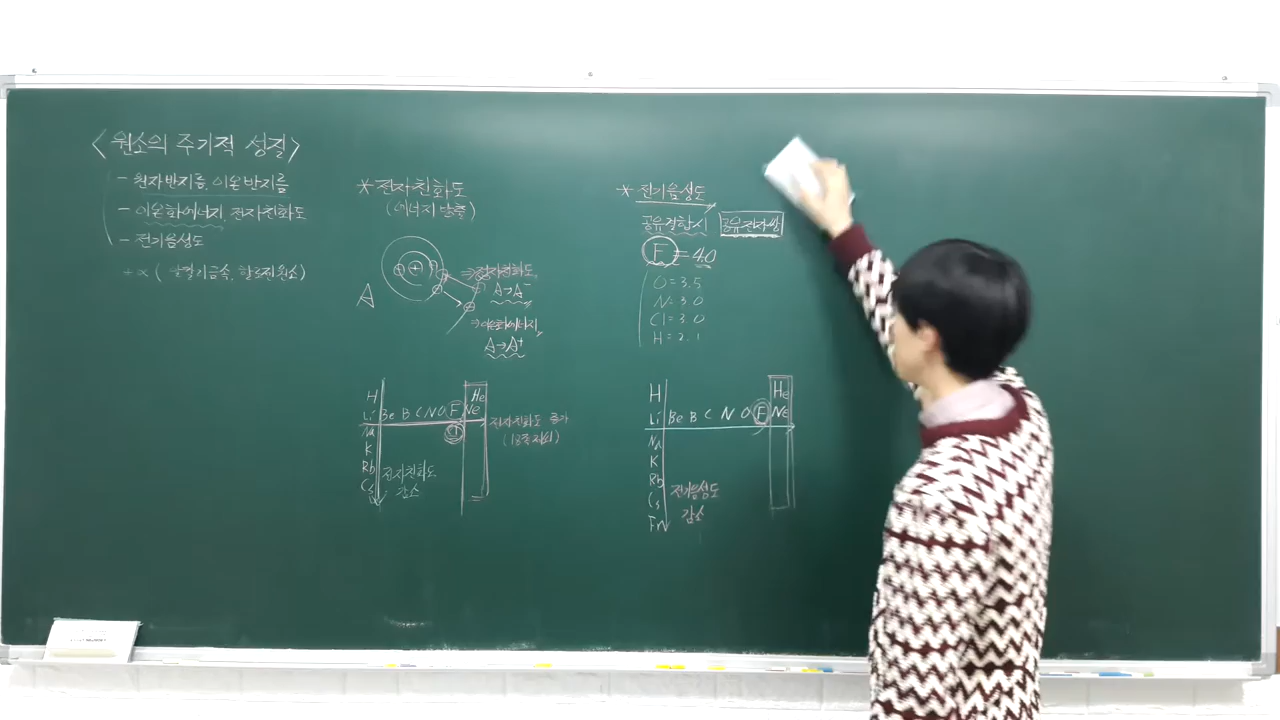 <원소의 주기적 성질>
- 원자반지름, 이온반지름
- 이온화에너지, 전자친화도
- 전기음성도
+α (알칼리금속, 할로젠원소)
*전자친화도
(에너지 방출)
A
+
⇒전자친화도
A→A⁻
⇒이온화에너지
A→A⁺
H He
Li Be B C N O F Ne
Na Cl
K
Rb
Cs
전자친화도 증가
(18족 제외)
전자친화도
감소
*전기음성도
공유결합시 공유전자쌍
F=4.0
O=3.5
N=3.0
Cl=3.0
H=2.1
H He
Li Be B C N O F Ne
Na
K
Rb
Cs
Fr
전기음성도
감소